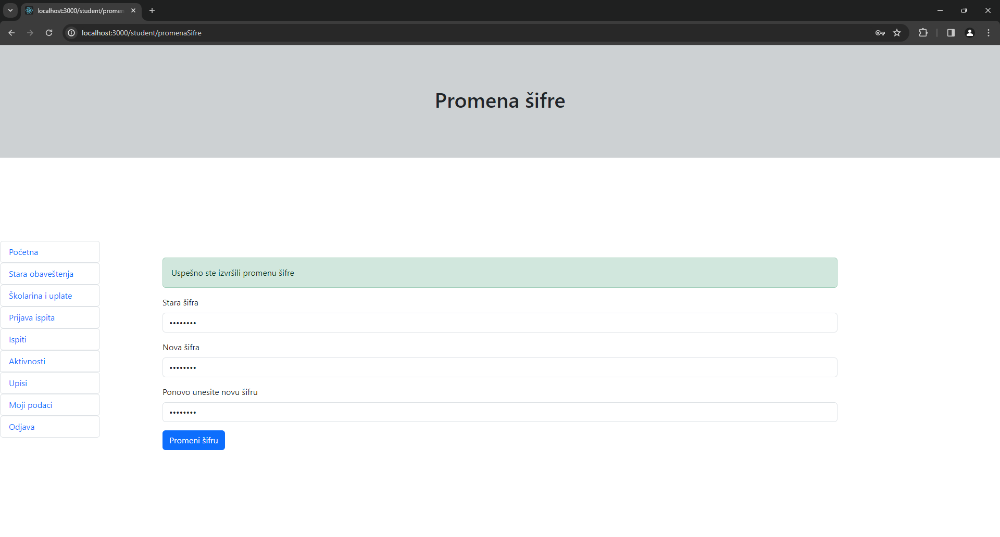 localhost:3000/student/promen
localhost:3000/student/promenaSifre
Promena šifre
Početna
Stara obaveštenja
Školarina i uplate
Prijava ispita
Ispiti
Aktivnosti
Upisi
Moji podaci
Odjava
Uspešno ste izvršili promenu šifre
Stara šifra
••••••••
Nova šifra
••••••••
Ponovo unesite novu šifru
••••••••
Promeni šifru